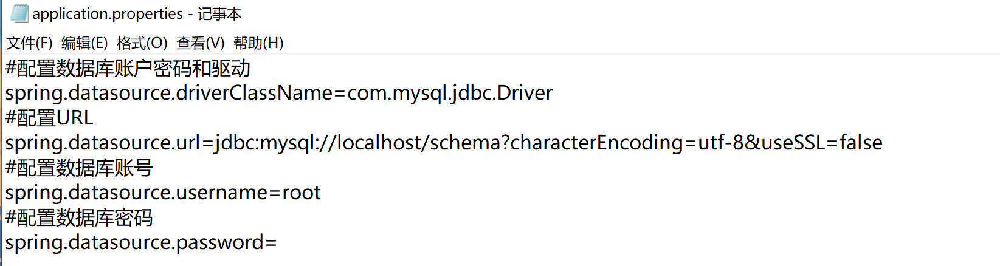 application.properties - 记事本
文件(F) 编辑(E) 格式(O) 查看(V) 帮助(H)
#配置数据库账户密码和驱动
spring.datasource.driverClassName=com.mysql.jdbc.Driver
#配置URL
spring.datasource.url=jdbc:mysql://localhost/schema?characterEncoding=utf-8&useSSL=false
#配置数据库账号
spring.datasource.username=root
#配置数据库密码
spring.datasource.password=